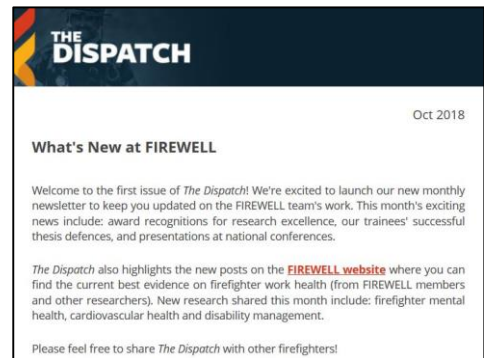 THE
DISPATCH
Oct 2018
What's New at FIREWELL
Welcome to the first issue of The Dispatch! We're excited to launch our new monthly
newsletter to keep you updated on the FIREWELL team's work. This month's exciting
news include: award recognitions for research excellence, our trainees' successful
thesis defences, and presentations at national conferences.
The Dispatch also highlights the new posts on the FIREWELL website where you can
find the current best evidence on firefighter work health (from FIREWELL members
and other researchers). New research shared this month include: firefighter mental
health, cardiovascular health and disability management.
Please feel free to share The Dispatch with other firefighters!